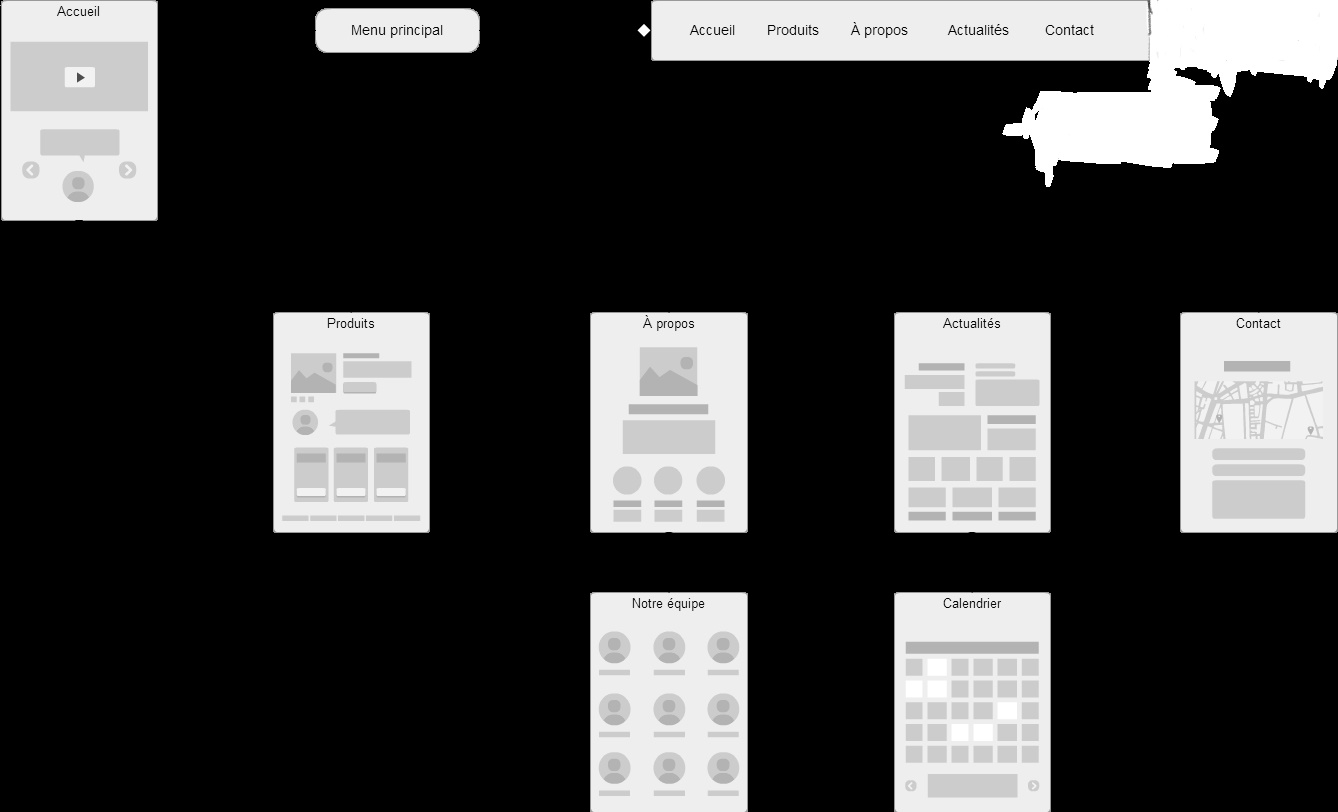 Accueil
Menu principal
Accueil Produits À propos Actualités Contact
Produits
À propos
Actualités
Contact
Notre équipe
Calendrier